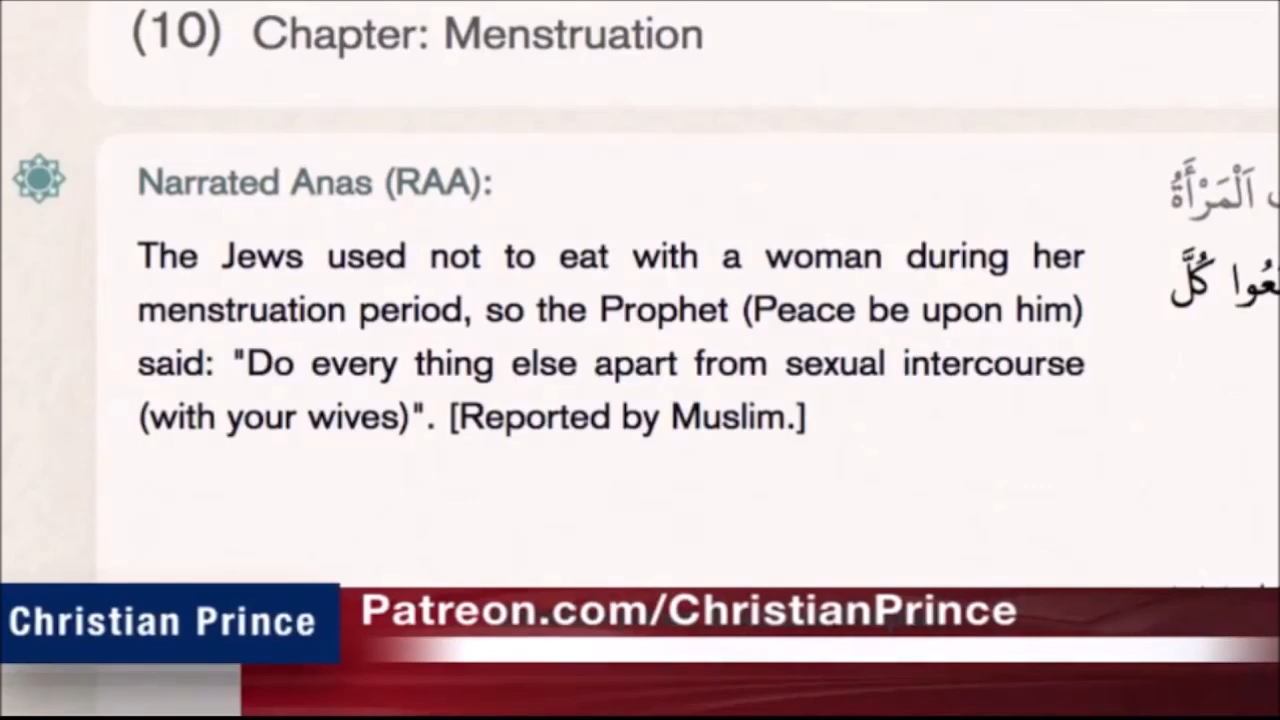 (10) Chapter: Menstruation
Narrated Anas (RAA):
The Jews used not to eat with a woman during her
menstruation period, so the Prophet (Peace be upon him)
said: "Do every thing else apart from sexual intercourse
(with your wives)". [Reported by Muslim.]
اَلْمَرْأَةُ
كُلَّ
Christian Prince
Patreon.com/ChristianPrince